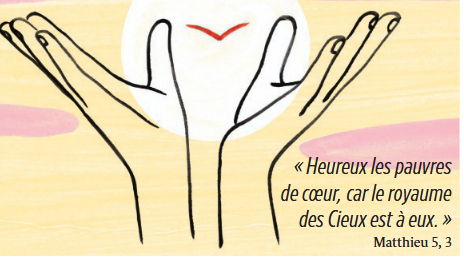 « Heureux les pauvres
de cœur, car le royaume
des Cieux est à eux. »
Matthieu 5, 3